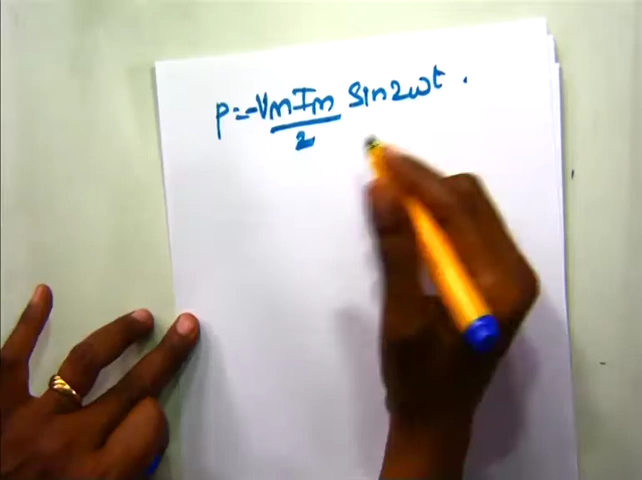 p = -VmIm/2 Sin2ωt .